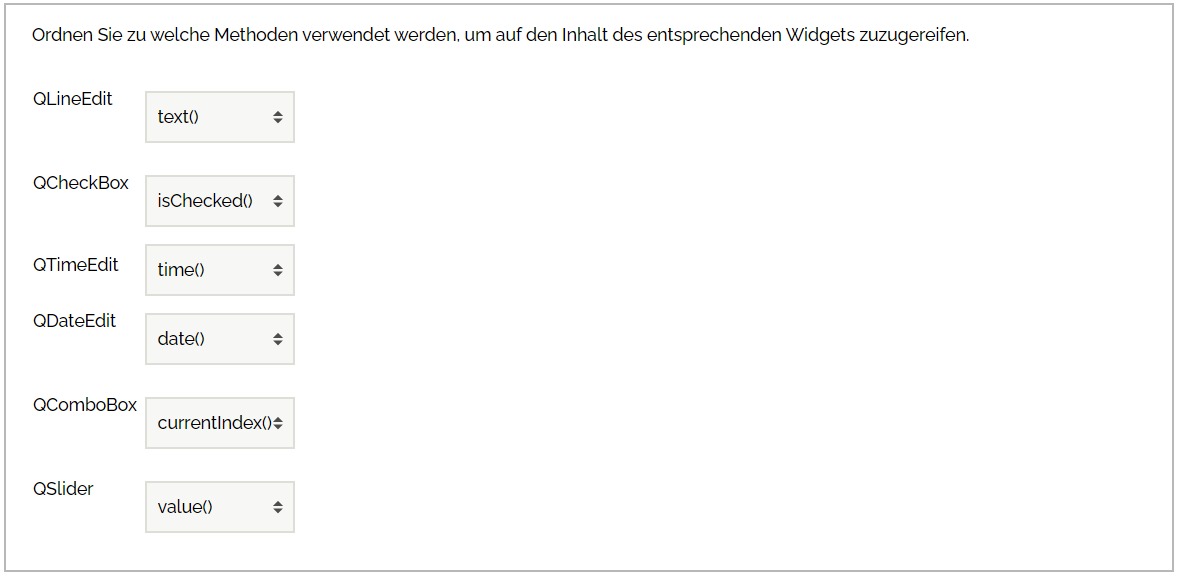 Ordnen Sie zu welche Methoden verwendet werden, um auf den Inhalt des entsprechenden Widgets zuzugereifen.
QLineEdit
text()
QCheckBox
isChecked()
QTimeEdit
time()
QDateEdit
date()
QComboBox
currentIndex()
QSlider
value()